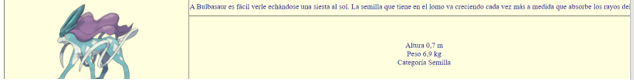 A Bulbasaur es fácil verle echándose una siesta al sol. La semilla que tiene en el lomo va creciendo cada vez más a medida que absorbe los rayos del
Altura 0,7 m
Peso 6,9 kg
Categoría Semilla